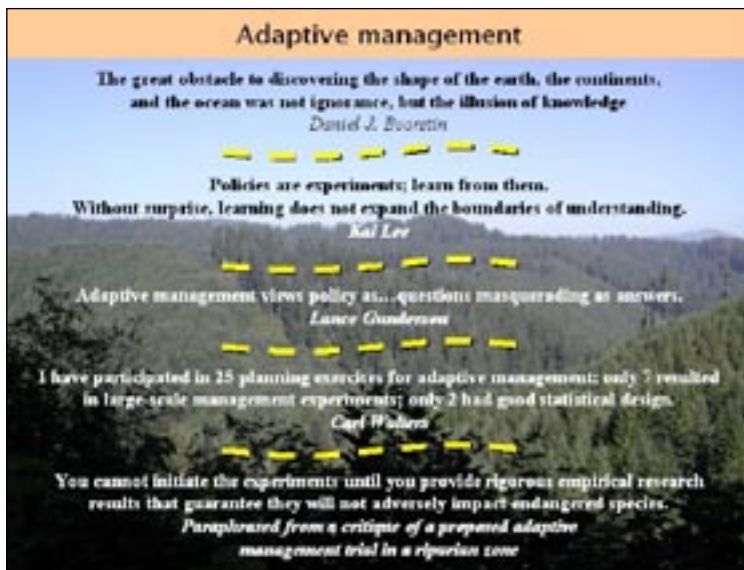 Adaptive management
The great obstacle to discovering the shape of the earth, the continents,
and the ocean was not ignorance, but the illusion of knowledge
Daniel J. Boorstin
Policies are experiments; learn from them.
Without surprise, learning does not expand the boundaries of understanding.
Kai Lee
Adaptive management views policy as...questions masquerading as answers.
Lance Gunderson
I have participated in 25 planning exercises for adaptive management; only 7 resulted
in large-scale management experiments; only 2 had good statistical design.
Carl Walters
You cannot initiate the experiments until you provide rigorous empirical research
results that guarantee they will not adversely impact endangered species.
Paraphrased from a critique of a proposed adaptive
management trial in a riparian zone